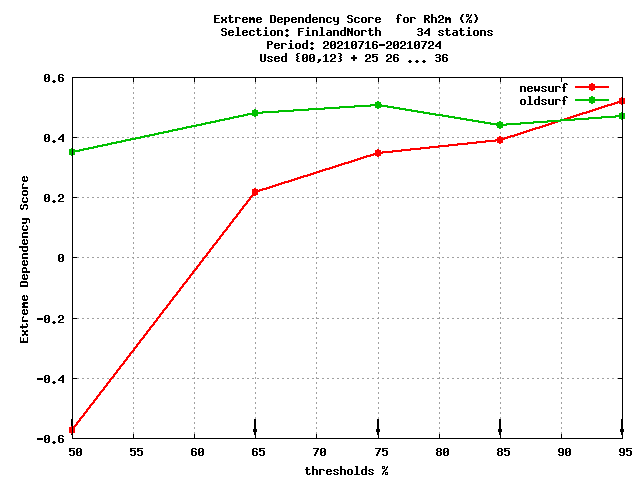 Extreme Dependency Score  for Rh2m (%)
Selection: FinlandNorth     34 stations
Period: 20210716-20210724
Used {00,12} + 25 26 ... 36
newsurf
oldsurf
0.6
0.4
0.2
0
-0.2
-0.4
-0.6
Extreme Dependency Score
50 55 60 65 70 75 80 85 90 95
thresholds %